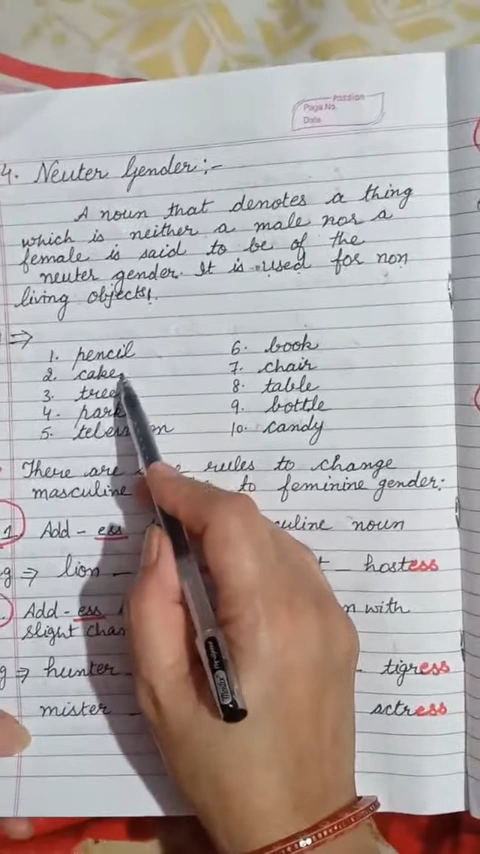 Passion
Page No.
Date
4. Neuter Gender:-
A noun that denotes a thing
which is neither a male nor a
female is said to be of the
neuter gender. It is used for non
living objects.
⇒
1. pencil
2. cake
3. tree
4. park
5. m
6. book
7. chair
8. table
9. bottle
10. candy
There are rules to change
masculine to feminine gender:
1 Add - ess noun
g ⇒ lion hostess
Add - ess with
slight
g ⇒ hunter tigress
mister actress